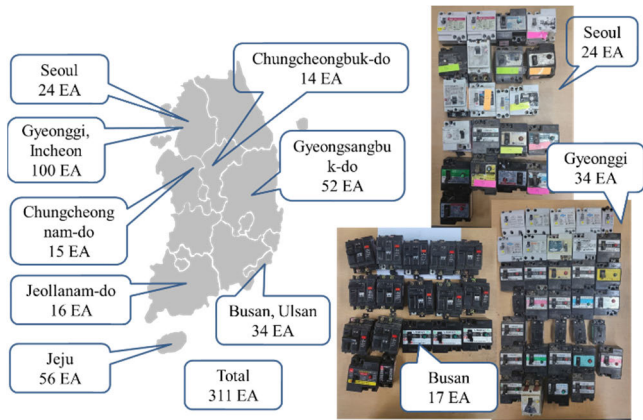 Seoul
24 EA
Gyeonggi,
Incheon
100 EA
Chungcheong
nam-do
15 EA
Jeollanam-do
16 EA
Jeju
56 EA
Chungcheongbuk-do
14 EA
Gyeongsangbu
k-do
52 EA
Busan, Ulsan
34 EA
Total
311 EA
Seoul
24 EA
Gyeonggi
34 EA
Busan
17 EA